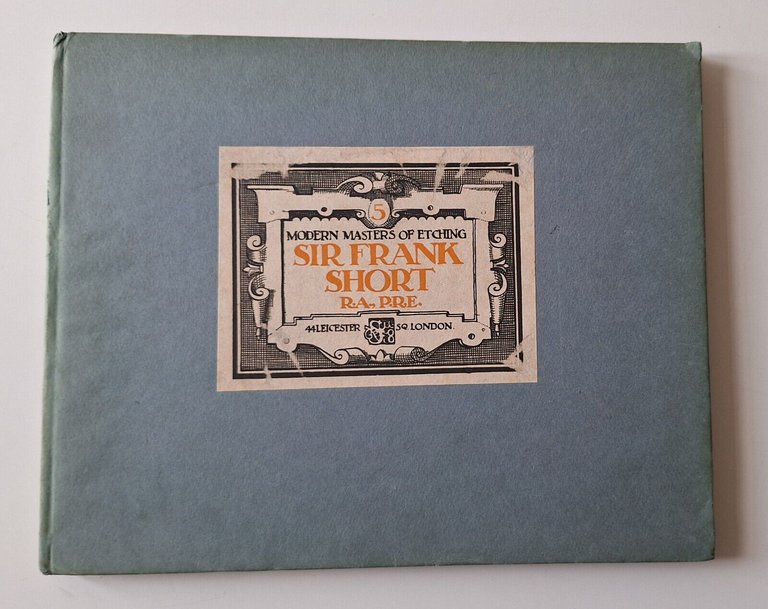 5
MODERN MASTERS OF ETCHING
SIR FRANK
SHORT
R.A., P.R.E.
44 LEICESTER SQ LONDON.